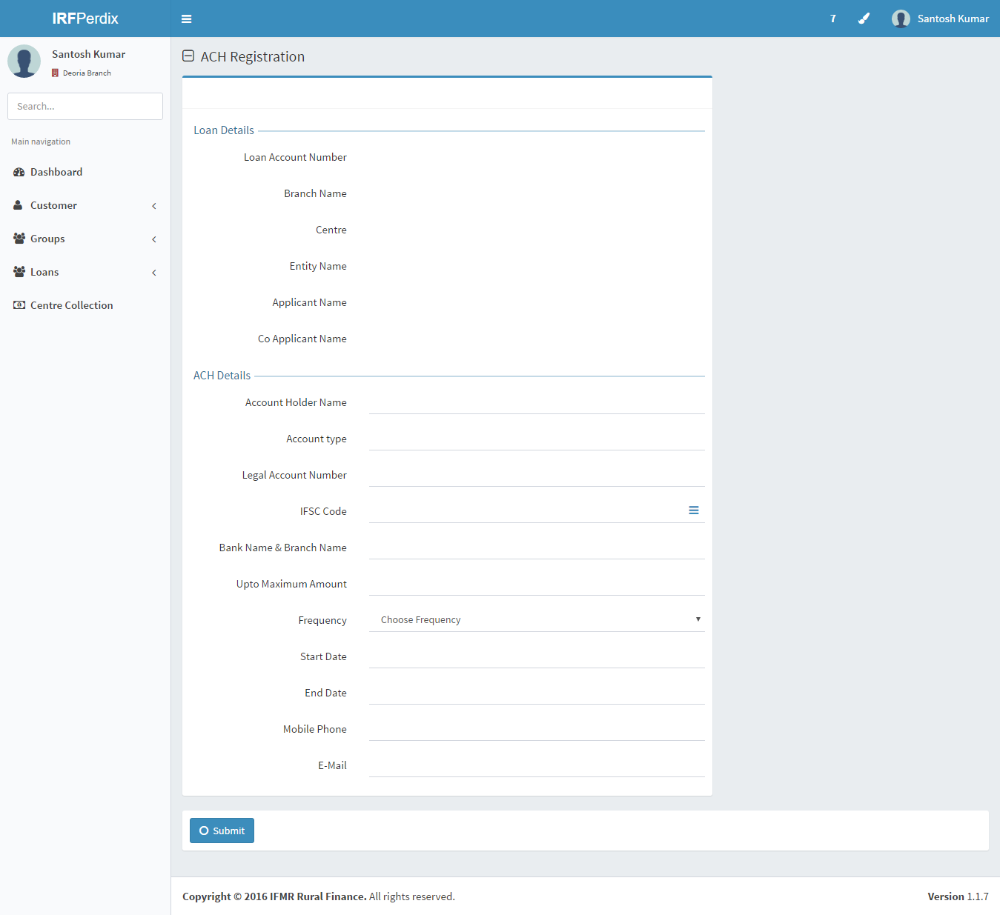 IRFPerdix
7
Santosh Kumar
Santosh Kumar
Deoria Branch
Search...
Main navigation
Dashboard
Customer
Groups
Loans
Centre Collection
ACH Registration
Loan Details
Loan Account Number
Branch Name
Centre
Entity Name
Applicant Name
Co Applicant Name
ACH Details
Account Holder Name
Account type
Legal Account Number
IFSC Code
Bank Name & Branch Name
Upto Maximum Amount
Frequency Choose Frequency
Start Date
End Date
Mobile Phone
E-Mail
Submit
Copyright © 2016 IFMR Rural Finance. All rights reserved.
Version 1.1.7